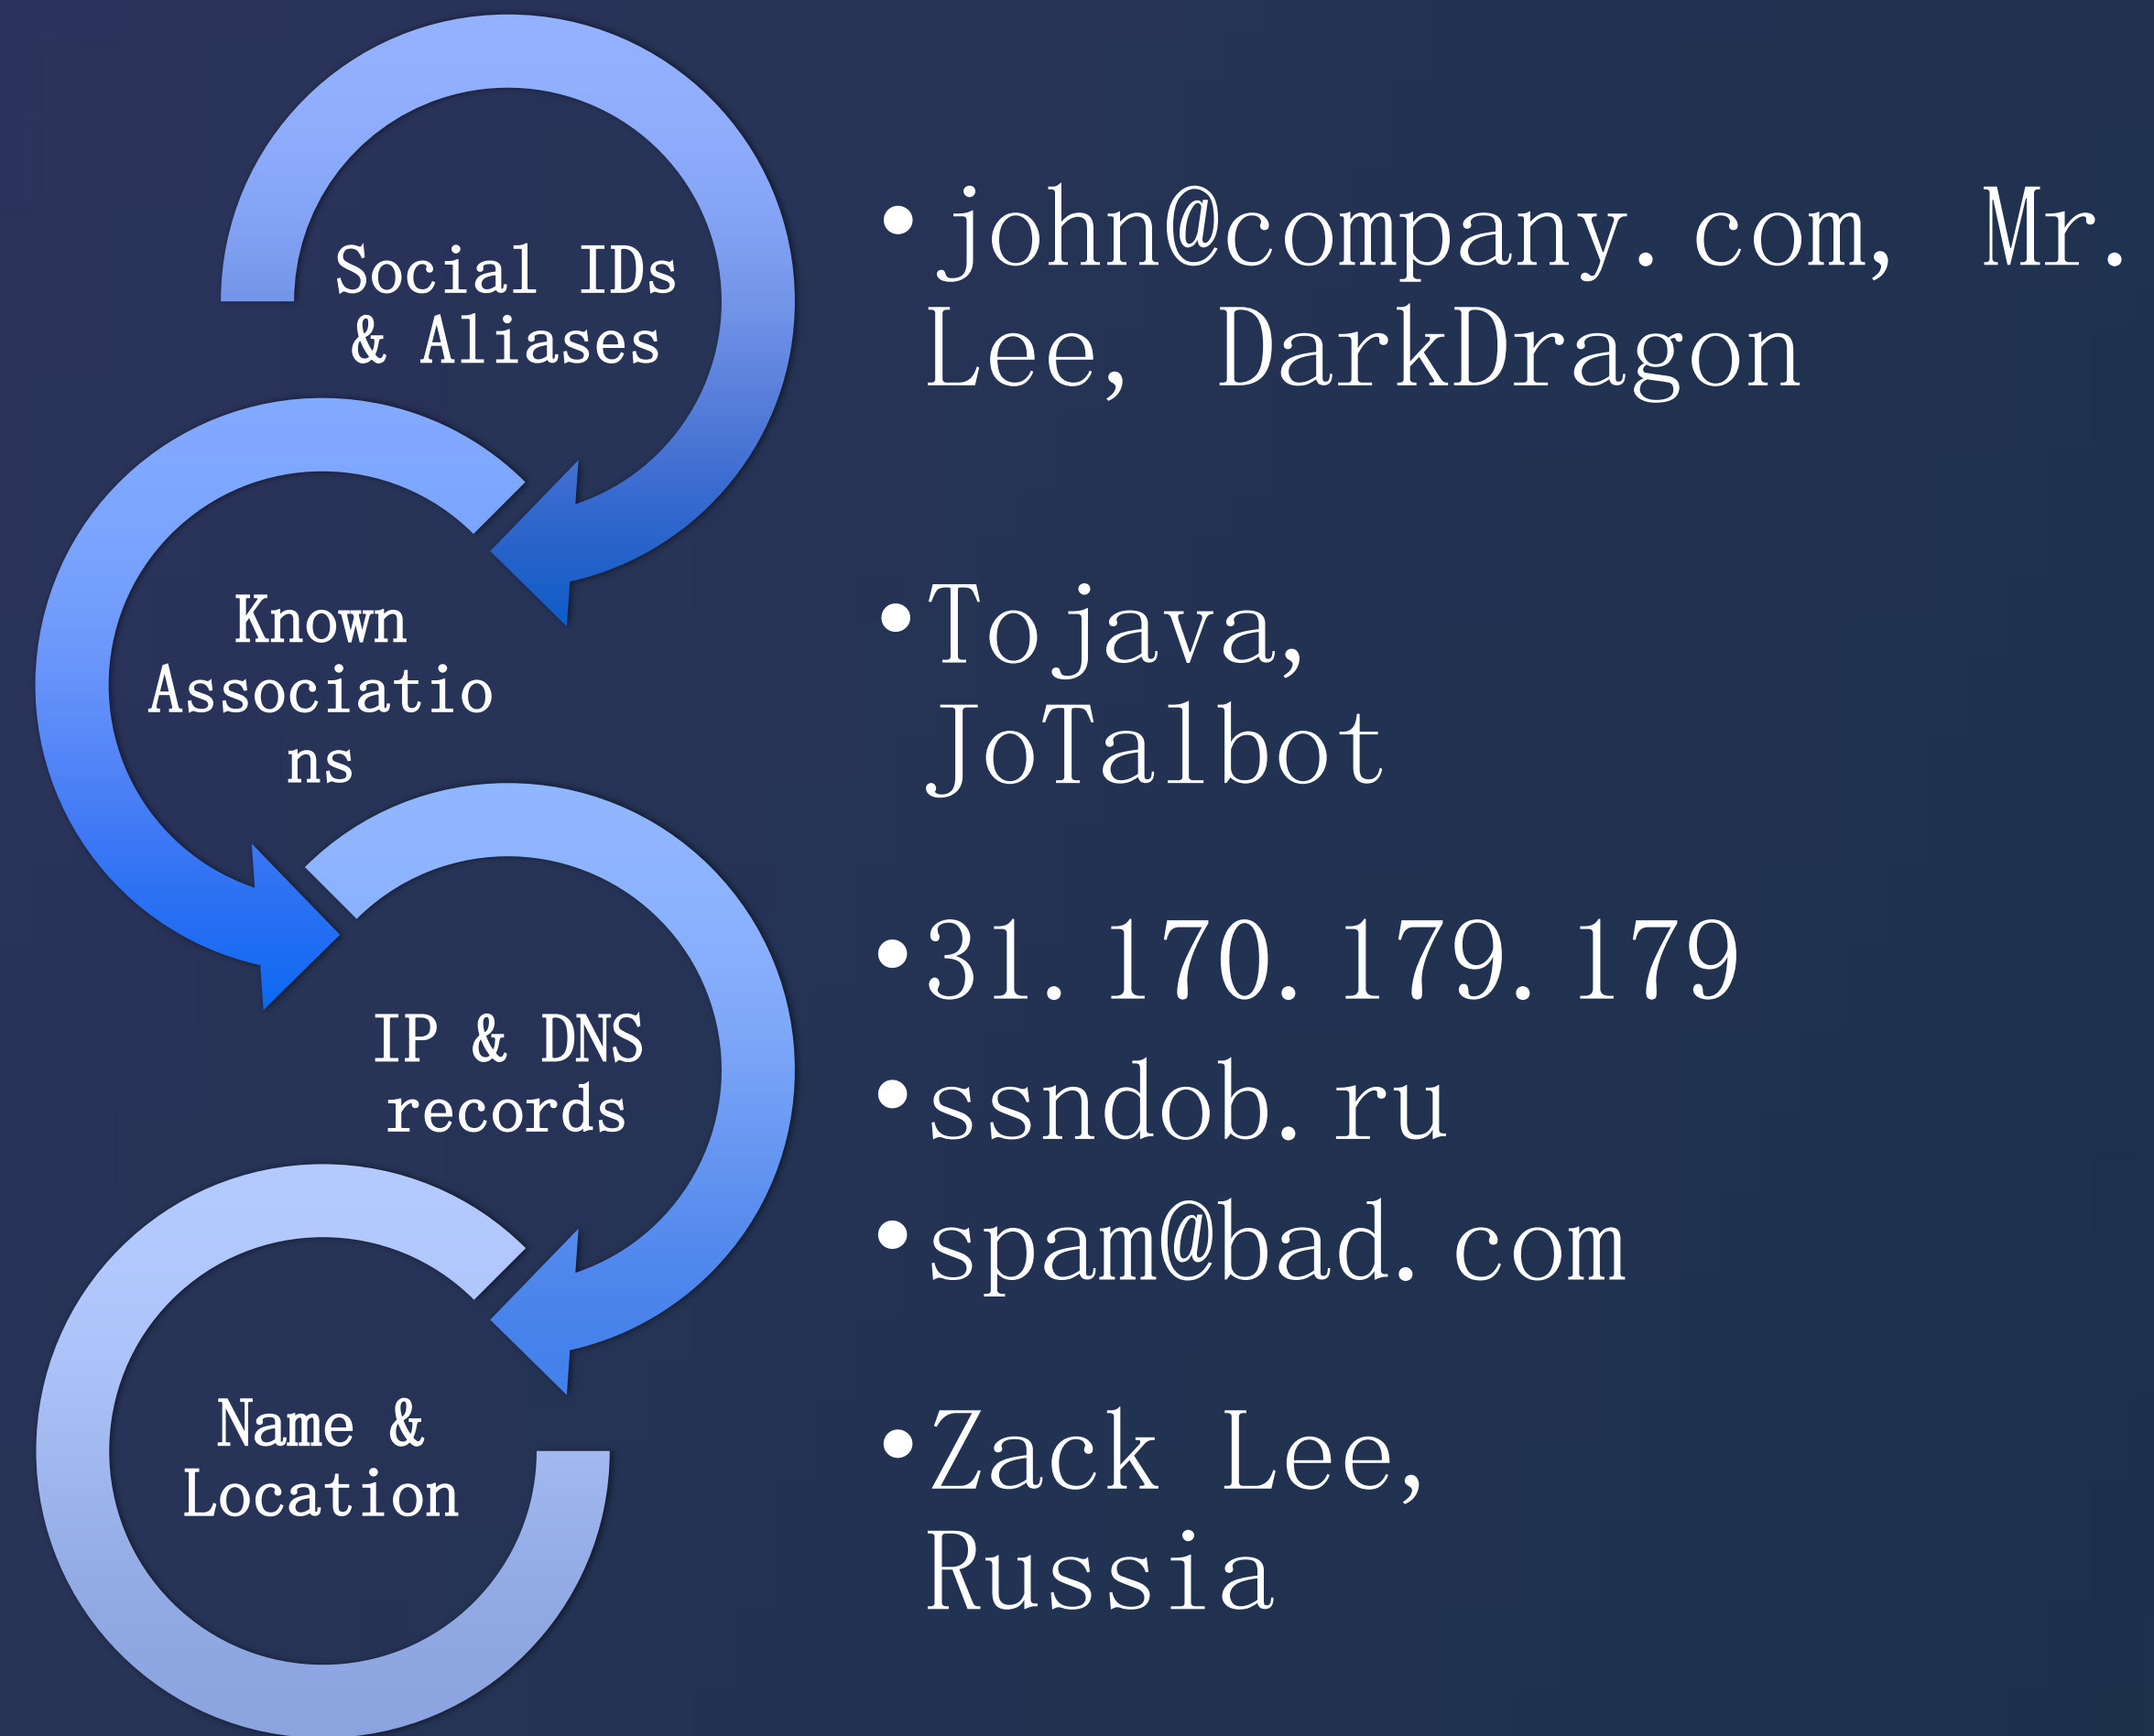 Social IDs
& Aliases
• john@company.com, Mr.
Lee, DarkDragon
Known
Associatio
ns
• Tojava,
JoTalbot
IP & DNS
records
• 31.170.179.179
• ssndob.ru
• spam@bad.com
Name &
Location
• Zack Lee,
Russia